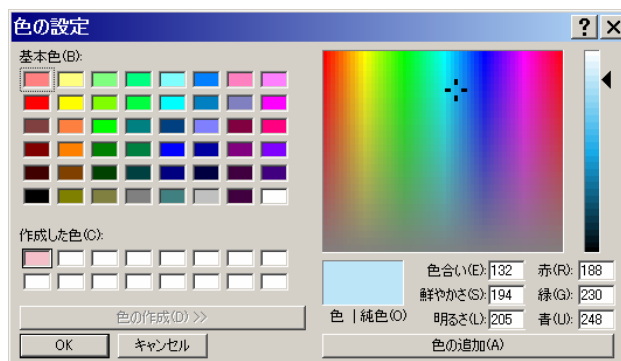 色の設定
基本色(B):
作成した色(C):
色の作成(D) >>
OK キャンセル
色 | 純色(O)
色合い(E): 132 赤(R): 188
鮮やかさ(S): 194 緑(G): 230
明るさ(L): 205 青(U): 248
色の追加(A)